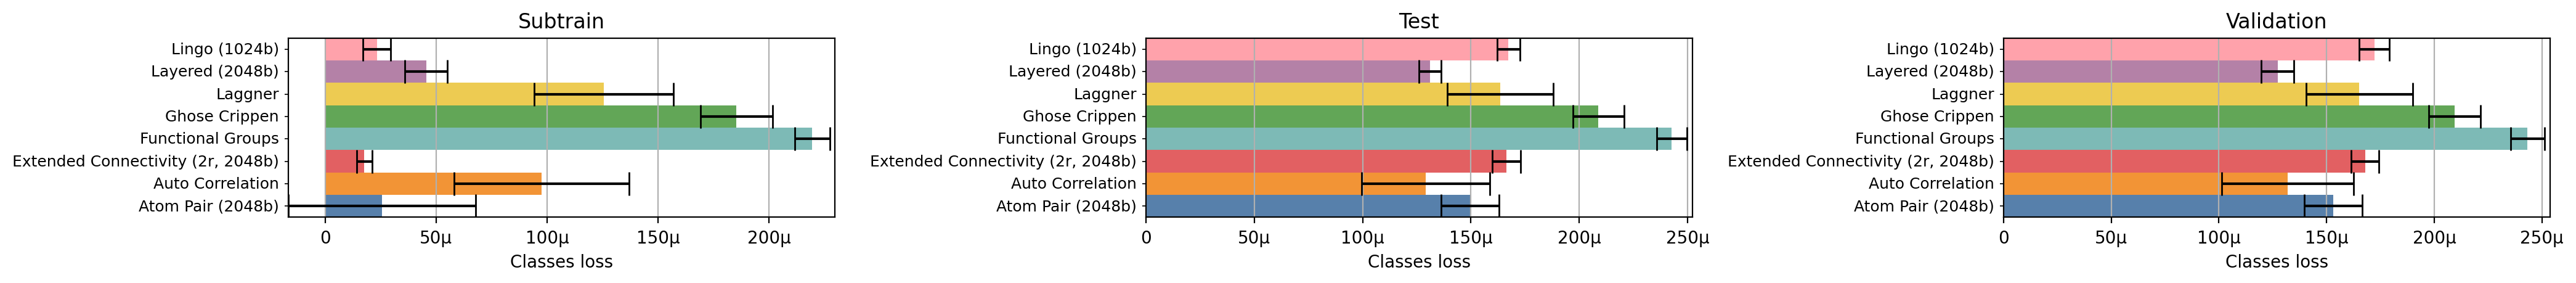 Subtrain
Lingo (1024b)
Layered (2048b)
Laggner
Ghose Crippen
Functional Groups
Extended Connectivity (2r, 2048b)
Auto Correlation
Atom Pair (2048b)
0 50μ 100μ 150μ 200μ
Classes loss
Test
Lingo (1024b)
Layered (2048b)
Laggner
Ghose Crippen
Functional Groups
Extended Connectivity (2r, 2048b)
Auto Correlation
Atom Pair (2048b)
0 50μ 100μ 150μ 200μ 250μ
Classes loss
Validation
Lingo (1024b)
Layered (2048b)
Laggner
Ghose Crippen
Functional Groups
Extended Connectivity (2r, 2048b)
Auto Correlation
Atom Pair (2048b)
0 50μ 100μ 150μ 200μ 250μ
Classes loss